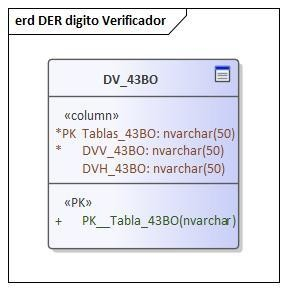 erd DER digito Verificador
DV_43BO
«column»
*PK Tablas_43BO: nvarchar(50)
* DVV_43BO: nvarchar(50)
DVH_43BO: nvarchar(50)
«PK»
+ PK__Tabla_43BO(nvarchar)